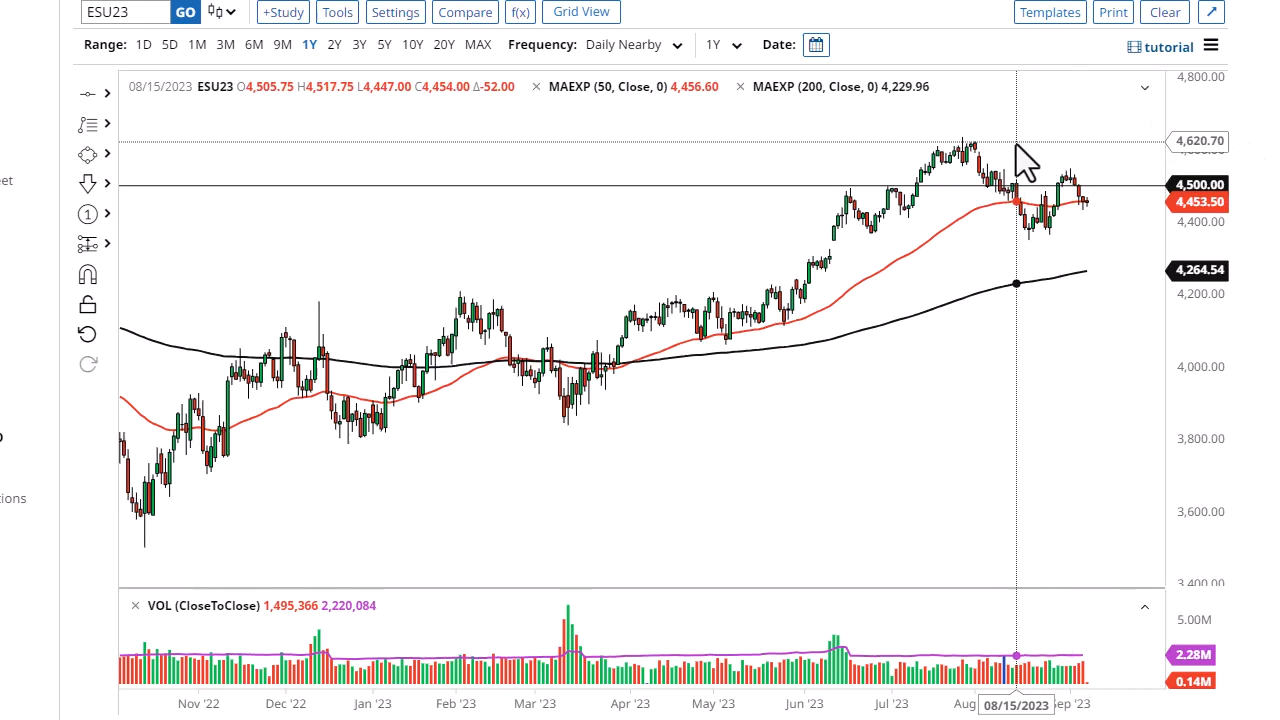 ESU23 GO +Study Tools Settings Compare f(x) Grid View Templates Print Clear
Range: 1D 5D 1M 3M 6M 9M 1Y 2Y 3Y 5Y 10Y 20Y MAX Frequency: Daily Nearby 1Y Date: tutorial
08/15/2023 ESU23 O4,505.75 H4,517.75 L4,447.00 C4,454.00 Δ-52.00 × MAEXP (50, Close, 0) 4,456.60 × MAEXP (200, Close, 0) 4,229.96
4,800.00
4,620.70
et
4,500.00
4,453.50
1
4,400.00
4,264.54
4,200.00
4,000.00
3,800.00
ions
3,600.00
3,400.00
× VOL (CloseToClose) 1,495,366 2,220,084
5.00M
2.28M
0.14M
Nov '22 Dec '22 Jan '23 Feb '23 Mar '23 Apr '23 May '23 Jun '23 Jul '23 Aug 08/15/2023 Sep '23